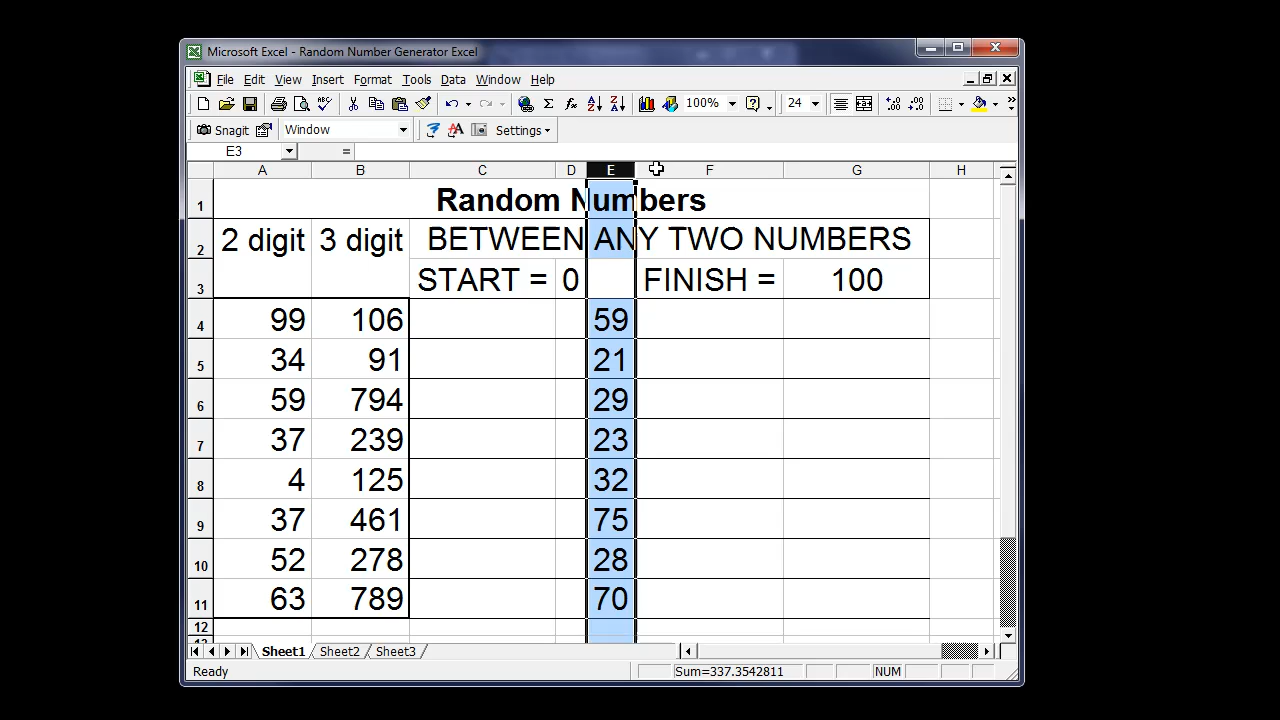 Microsoft Excel - Random Number Generator Excel
File Edit View Insert Format Tools Data Window Help
100% 24
Snagit Window Settings
E3 =
A B C D E F G H
1 Random Numbers
2 2 digit 3 digit BETWEEN ANY TWO NUMBERS
3 START = 0 FINISH = 100
4 99 106 59
5 34 91 21
6 59 794 29
7 37 239 23
8 4 125 32
9 37 461 75
10 52 278 28
11 63 789 70
12
Sheet1 Sheet2 Sheet3
Ready Sum=337.3542811 NUM